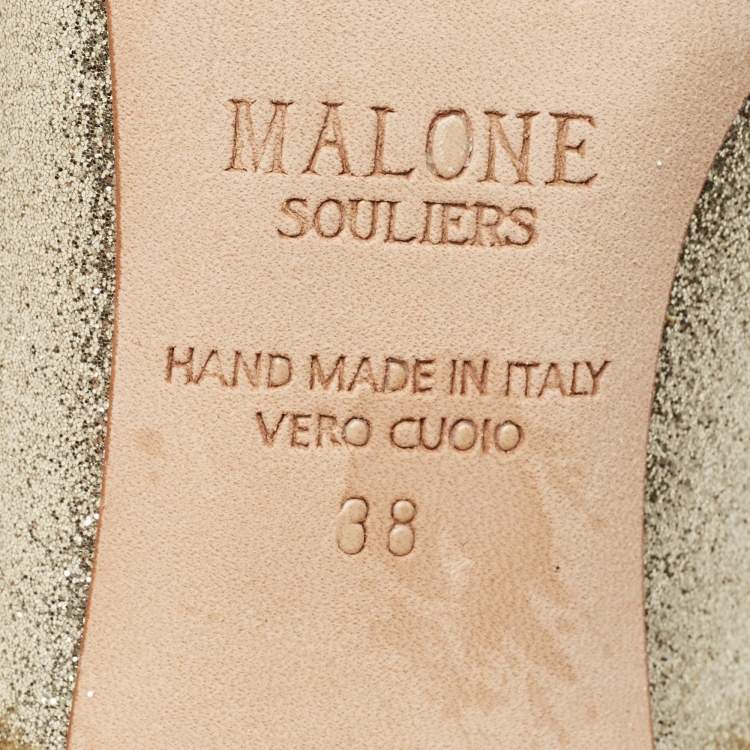 MALONE
SOULIERS
HAND MADE IN ITALY
VERO CUOIO
38